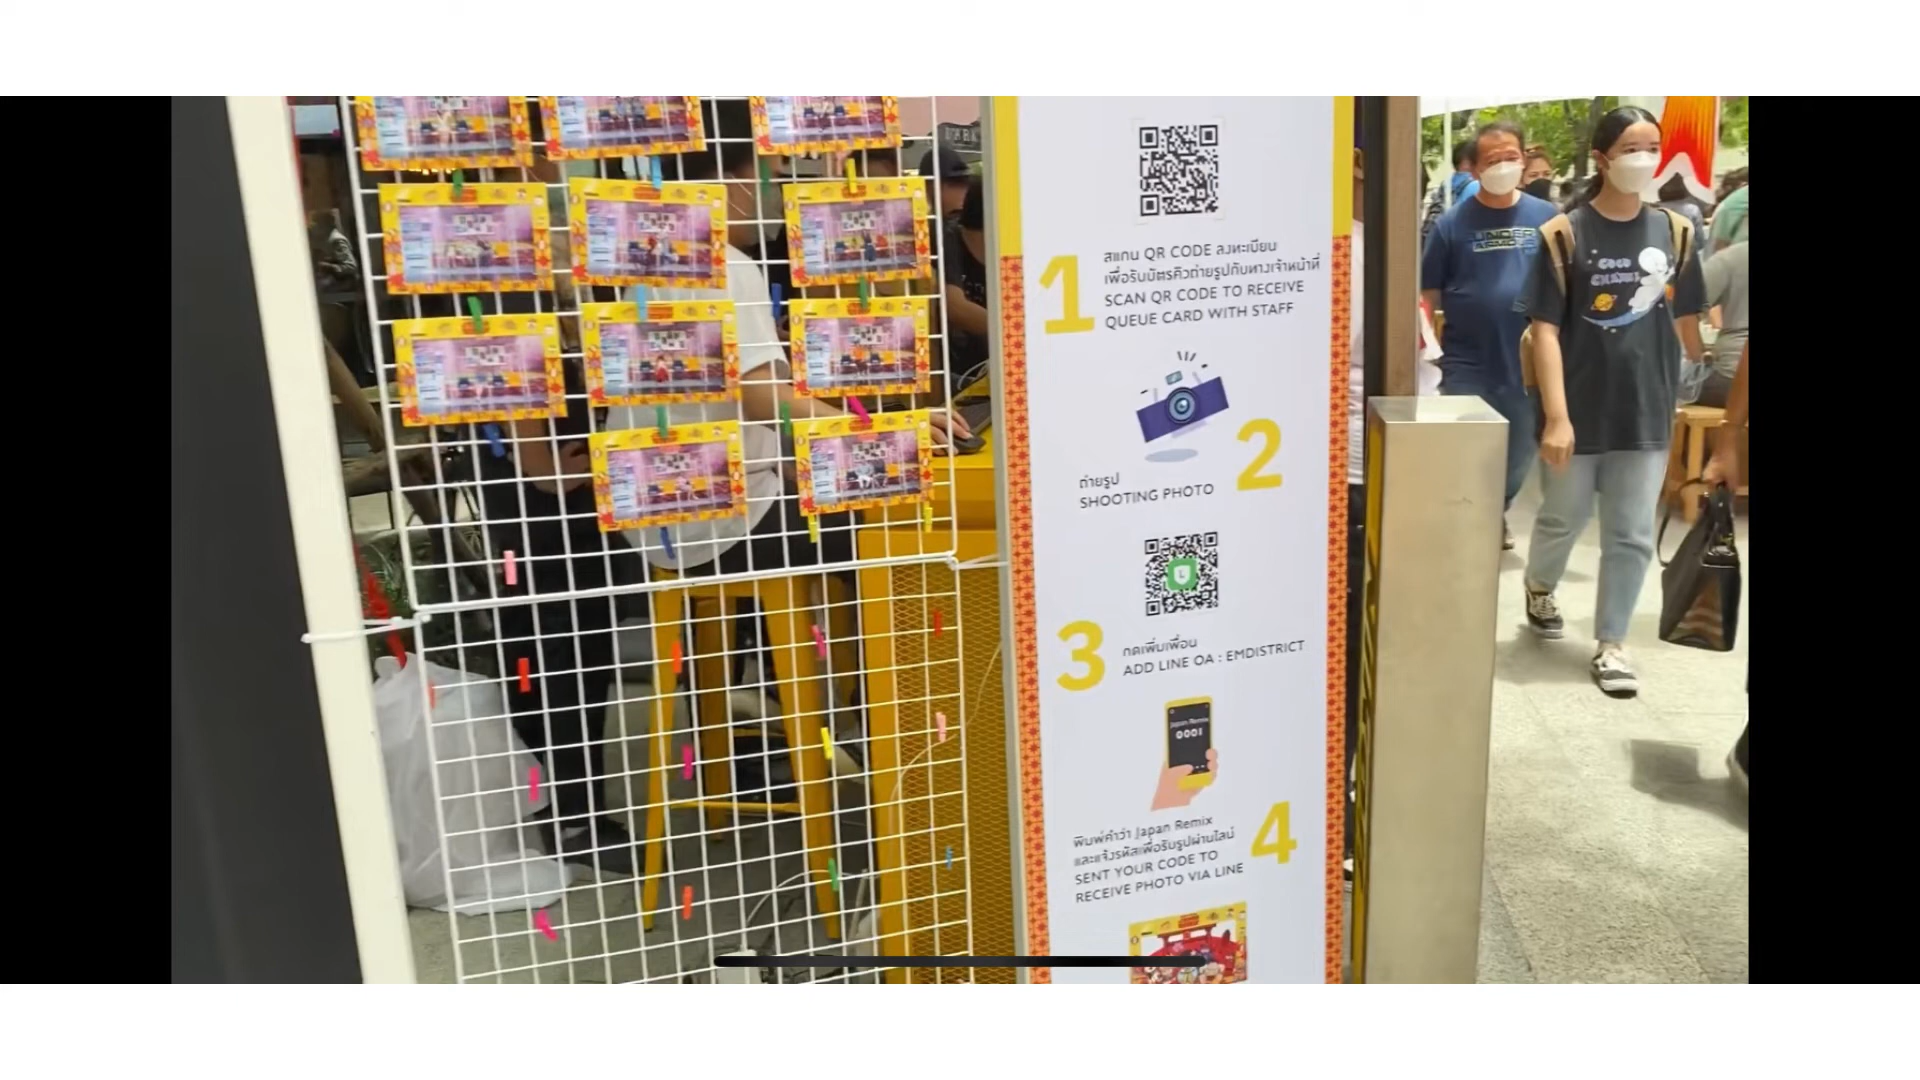 1
สแกน QR CODE ลงทะเบียน
เพื่อรับบัตรคิวถ่ายรูปกับทางเจ้าหน้าที่
SCAN QR CODE TO RECEIVE
QUEUE CARD WITH STAFF
2
ถ่ายรูป
SHOOTING PHOTO
3
กดเพิ่มเพื่อน
ADD LINE OA : EMDISTRICT
Japan Remix
0001
4
พิมพ์คำว่า Japan Remix
และแจ้งรหัสเพื่อรับรูปผ่านไลน์
SENT YOUR CODE TO
RECEIVE PHOTO VIA LINE
UNDER
ARMOUR